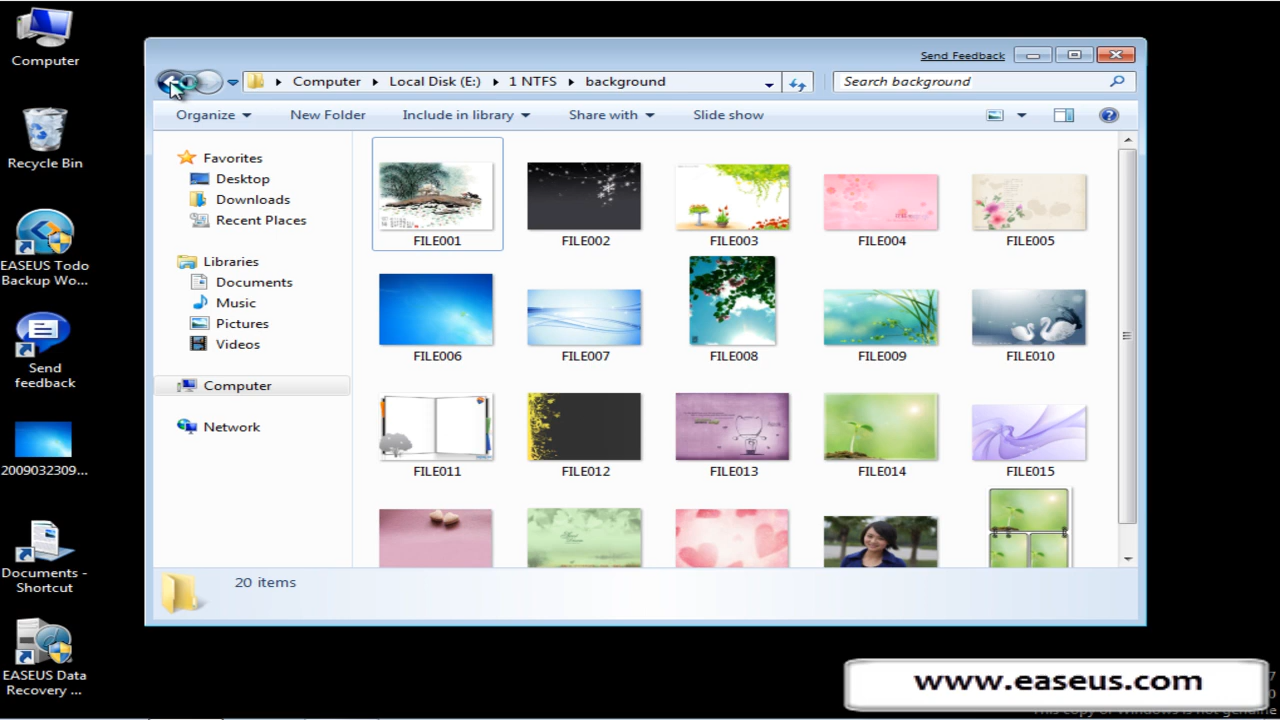 Computer
Recycle Bin
EASEUS Todo
Backup Wo...
Send
feedback
2009032309...
Documents -
Shortcut
EASEUS Data
Recovery ...
Send Feedback
Computer
Local Disk (E:)
1 NTFS
background
Search background
Organize
New Folder
Include in library
Share with
Slide show
Favorites
Desktop
Downloads
Recent Places
Libraries
Documents
Music
Pictures
Videos
Computer
Network
FILE001
FILE002
FILE003
FILE004
FILE005
FILE006
FILE007
FILE008
FILE009
FILE010
FILE011
FILE012
FILE013
FILE014
FILE015
20 items
www.easeus.com